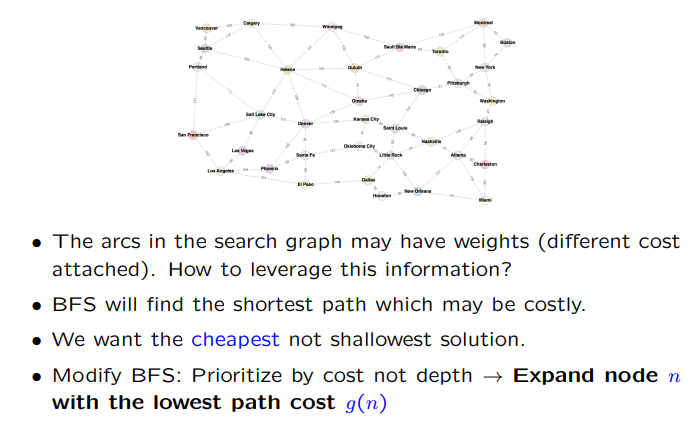 Vancouver
Calgary
Winnipeg
Montreal
Seattle
Sault Ste Marie
Boston
Toronto
Portland
Helena
Duluth
New York
Chicago
Pittsburgh
Omaha
Washington
Salt Lake City
Denver
Kansas City
Raleigh
San Francisco
Saint Louis
Las Vegas
Oklahoma City
Nashville
Santa Fe
Little Rock
Atlanta
Los Angeles
Phoenix
Charleston
El Paso
Dallas
Houston
New Orleans
Miami
• The arcs in the search graph may have weights (different cost
attached). How to leverage this information?
• BFS will find the shortest path which may be costly.
• We want the cheapest not shallowest solution.
• Modify BFS: Prioritize by cost not depth → Expand node n
with the lowest path cost g(n)